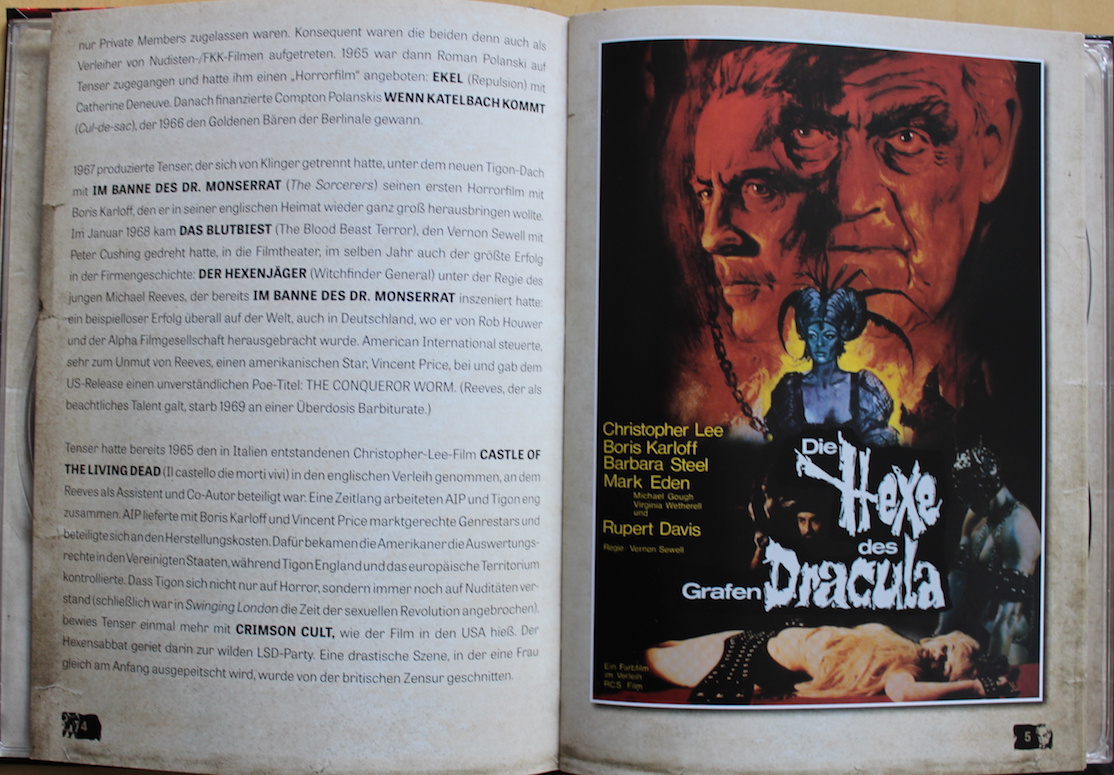 nur Private Members zugelassen waren. Konsequent waren die beiden denn auch als
Verleiher von Nudisten-/FKK-Filmen aufgetreten. 1965 war dann Roman Polanski auf
Tenser zugegangen und hatte ihm einen „Horrorfilm“ angeboten: EKEL (Repulsion) mit
Catherine Deneuve. Danach finanzierte Compton Polanskis WENN KATELBACH KOMMT
(Cul-de-sac), der 1966 den Goldenen Bären der Berlinale gewann.
1967 produzierte Tenser, der sich von Klinger getrennt hatte, unter dem neuen Tigon-Dach
mit IM BANNE DES DR. MONSERRAT (The Sorcerers) seinen ersten Horrorfilm mit
Boris Karloff, den er in seiner englischen Heimat wieder ganz groß herausbringen wollte.
Im Januar 1968 kam DAS BLUTBIEST (The Blood Beast Terror), den Vernon Sewell mit
Peter Cushing gedreht hatte, in die Filmtheater, im selben Jahr auch der größte Erfolg
in der Firmengeschichte: DER HEXENJÄGER (Witchfinder General) unter der Regie des
jungen Michael Reeves, der bereits IM BANNE DES DR. MONSERRAT inszeniert hatte:
ein beispielloser Erfolg überall auf der Welt, auch in Deutschland, wo er von Rob Houwer
und der Alpha Filmgesellschaft herausgebracht wurde. American International steuerte,
sehr zum Unmut von Reeves, einen amerikanischen Star, Vincent Price, bei und gab dem
US-Release einen unverständlichen Poe-Titel: THE CONQUEROR WORM. (Reeves, der als
beachtliches Talent galt, starb 1969 an einer Überdosis Barbiturate.)
Tenser hatte bereits 1965 den in Italien entstandenen Christopher-Lee-Film CASTLE OF
THE LIVING DEAD (Il castello die morti vivi) in den englischen Verleih genommen, an dem
Reeves als Assistent und Co-Autor beteiligt war. Eine Zeitlang arbeiteten AIP und Tigon eng
zusammen. AIP lieferte mit Boris Karloff und Vincent Price marktgerechte Genrestars und
beteiligte sich an den Herstellungskosten. Dafür bekamen die Amerikaner die Auswertungs-
rechte in den Vereinigten Staaten, während Tigon England und das europäische Territorium
kontrollierte. Dass Tigon sich nicht nur auf Horror, sondern immer noch auf Nuditäten ver-
stand (schließlich war in Swinging London die Zeit der sexuellen Revolution angebrochen),
bewies Tenser einmal mehr mit CRIMSON CULT, wie der Film in den USA hieß. Der
Hexensabbat geriet darin zur wilden LSD-Party. Eine drastische Szene, in der eine Frau
gleich am Anfang ausgepeitscht wird, wurde von der britischen Zensur geschnitten.
4
Christopher Lee
Boris Karloff
Barbara Steel
Mark Eden
Michael Gough
Virginia Wetherell
und
Rupert Davis
Regie: Vernon Sewell
Die
Hexe
des
Grafen Dracula
Ein Farbfilm
im Verleih
RCS Film
5